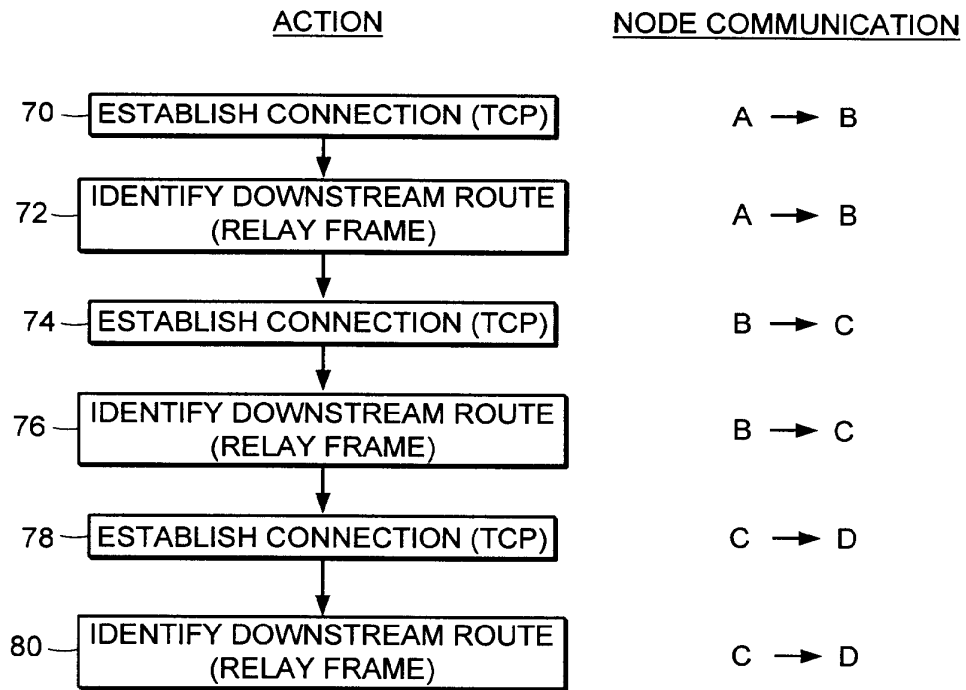 ACTION NODE COMMUNICATION
70 ESTABLISH CONNECTION (TCP) A B
IDENTIFY DOWNSTREAM ROUTE
72 (RELAY FRAME) A B
74 ESTABLISH CONNECTION (TCP) B C
IDENTIFY DOWNSTREAM ROUTE
76 (RELAY FRAME) B C
78 ESTABLISH CONNECTION (TCP) C D
IDENTIFY DOWNSTREAM ROUTE
80 (RELAY FRAME) C D